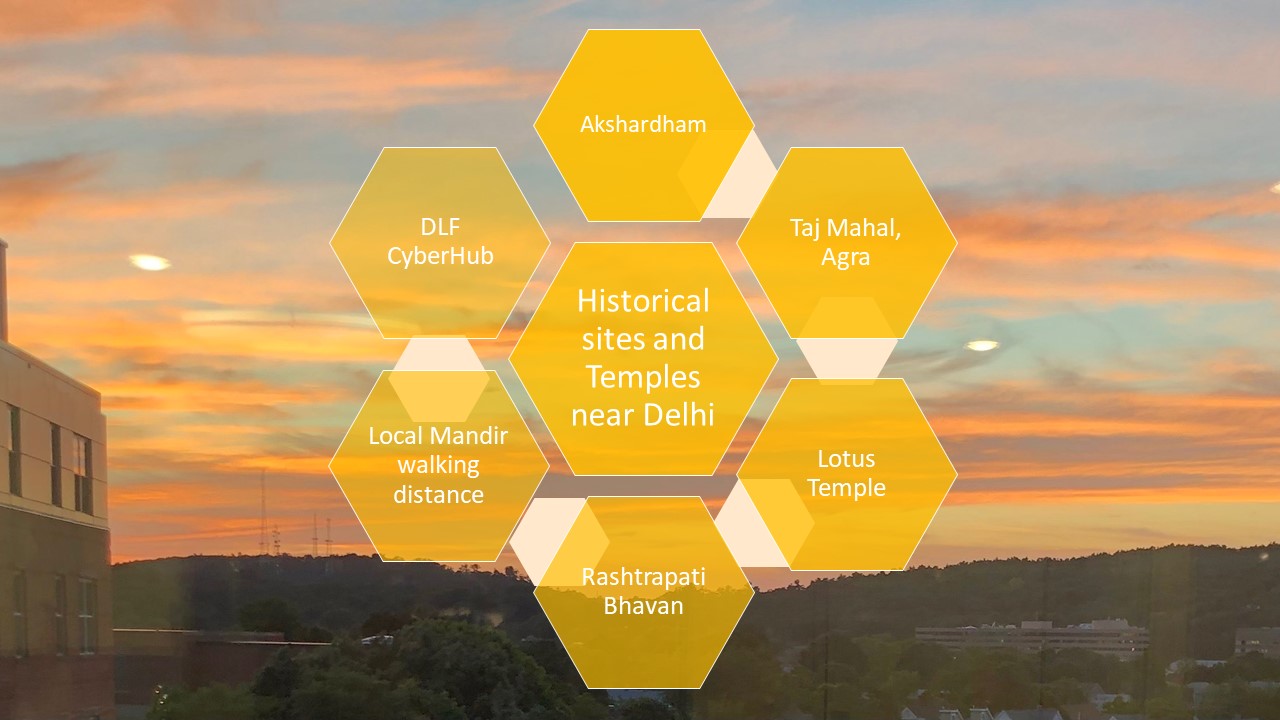 Akshardham
DLF
CyberHub
Taj Mahal,
Agra
Historical
sites and
Temples
near Delhi
Local Mandir
walking
distance
Lotus
Temple
Rashtrapati
Bhavan